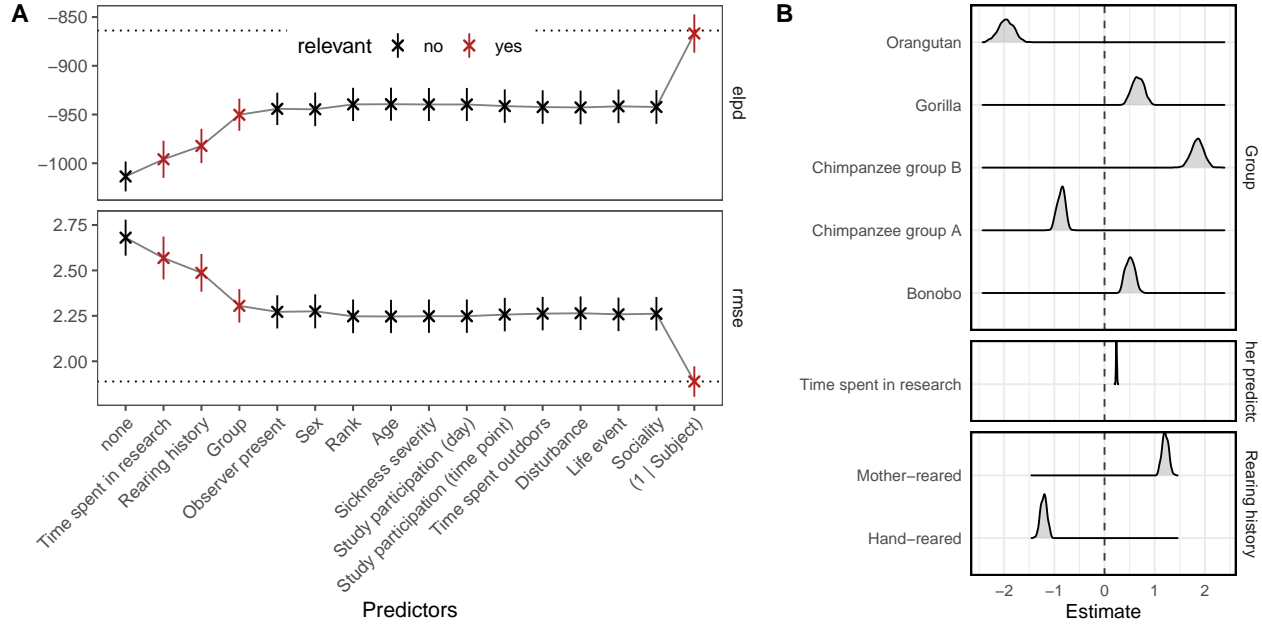 A
−850
−900
−950
−1000
relevant no yes
elpd
2.75
2.50
2.25
2.00
rmse
none
Time spent in research
Rearing history
Group
Observer present
Sex
Rank
Age
Sickness severity
Study participation (day)
Study participation (time point)
Time spent outdoors
Disturbance
Life event
Sociality
(1 | Subject)
Predictors
B
Orangutan
Gorilla
Chimpanzee group B
Chimpanzee group A
Bonobo
Group
Time spent in research
her predictc
Mother−reared
Hand−reared
Rearing history
−2 −1 0 1 2
Estimate